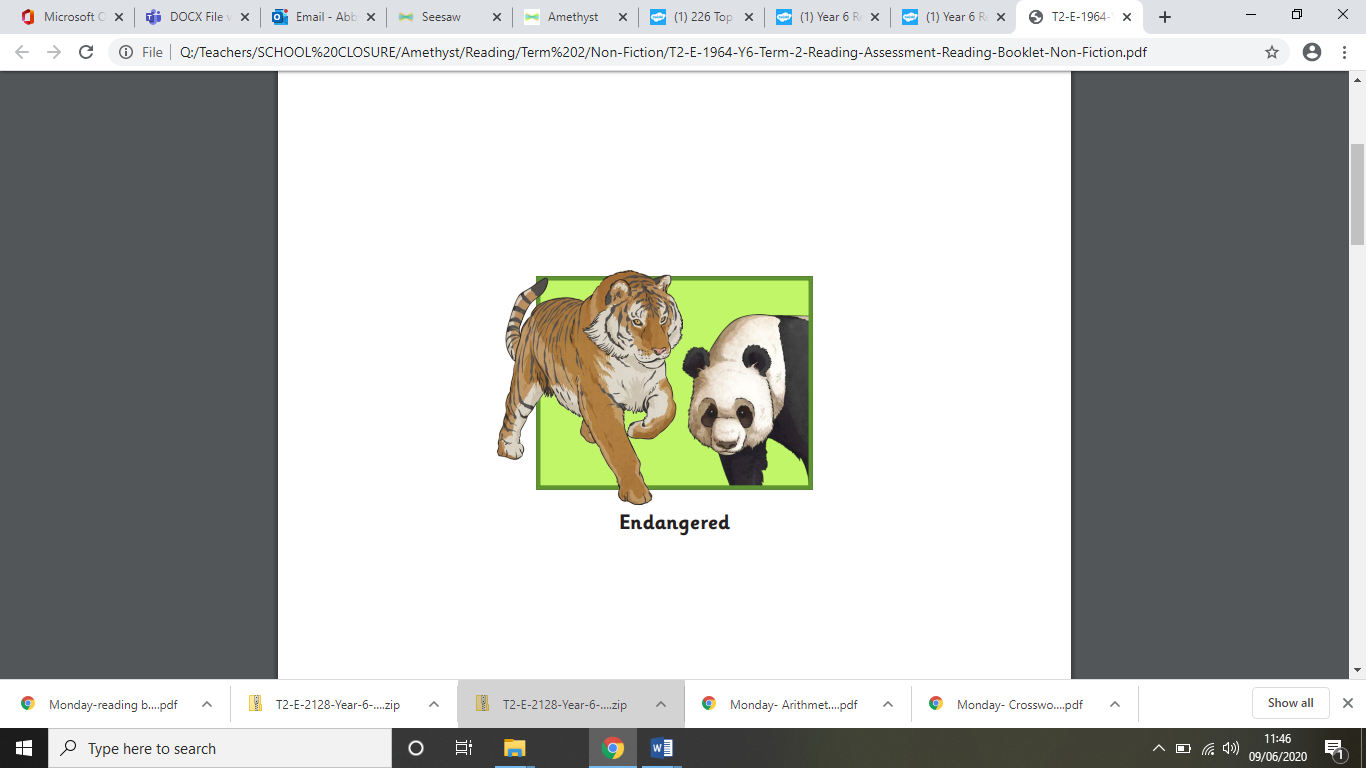 Microsoft O
DOCX File v
Email - Abb
Seesaw
Amethyst
(1) 226 Top
(1) Year 6 Re
(1) Year 6 Re
T2-E-1964-
File
Q:/Teachers/SCHOOL%20CLOSURE/Amethyst/Reading/Term%202/Non-Fiction/T2-E-1964-Y6-Term-2-Reading-Assessment-Reading-Booklet-Non-Fiction.pdf
Endangered
Monday-reading b....pdf
T2-E-2128-Year-6-....zip
T2-E-2128-Year-6-....zip
Monday- Arithmet....pdf
Monday- Crosswo....pdf
Show all
Type here to search
11:46
09/06/2020
1